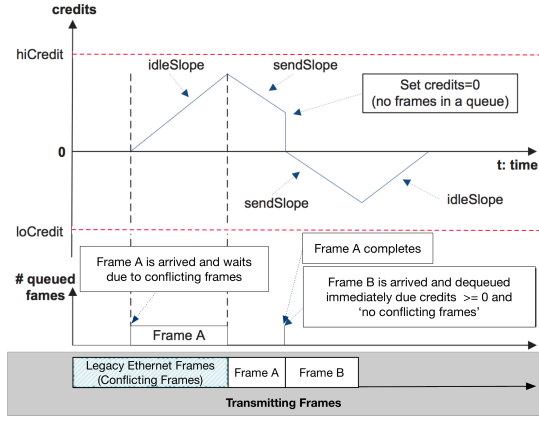 credits
hiCredit
idleSlope
sendSlope
Set credits=0
(no frames in a queue)
0
t: time
sendSlope
idleSlope
loCredit
Frame A is arrived and waits
due to conflicting frames
Frame A completes
# queued
fames
Frame B is arrived and dequeued
immediately due credits >= 0 and
‘no conflicting frames’
Frame A
Legacy Ethernet Frames
(Conflicting Frames)
Frame A
Frame B
Transmitting Frames